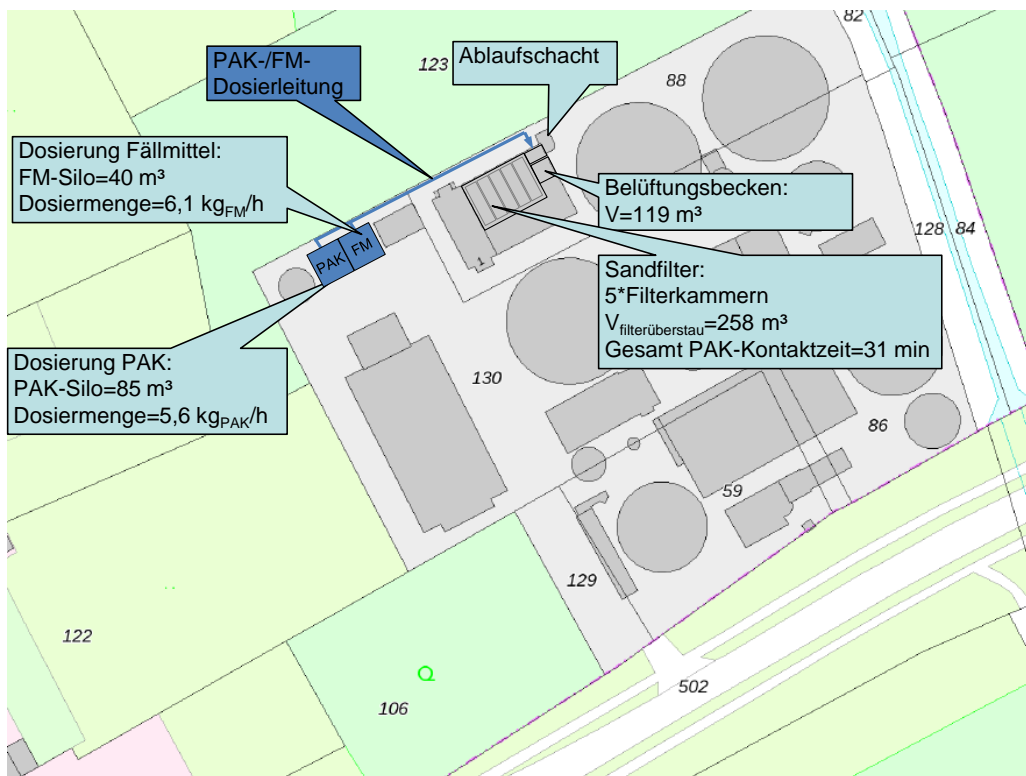 82
PAK-/FM-
Dosierleitung
123
Ablaufschacht
88
Dosierung Fällmittel:
FM-Silo=40 m³
Dosiermenge=6,1 kgFM/h
Belüftungsbecken:
V=119 m³
128
84
PAK
FM
1
Sandfilter:
5*Filterkammern
Vfilterüberstau=258 m³
Gesamt PAK-Kontaktzeit=31 min
Dosierung PAK:
PAK-Silo=85 m³
Dosiermenge=5,6 kgPAK/h
130
86
59
129
122
502
106